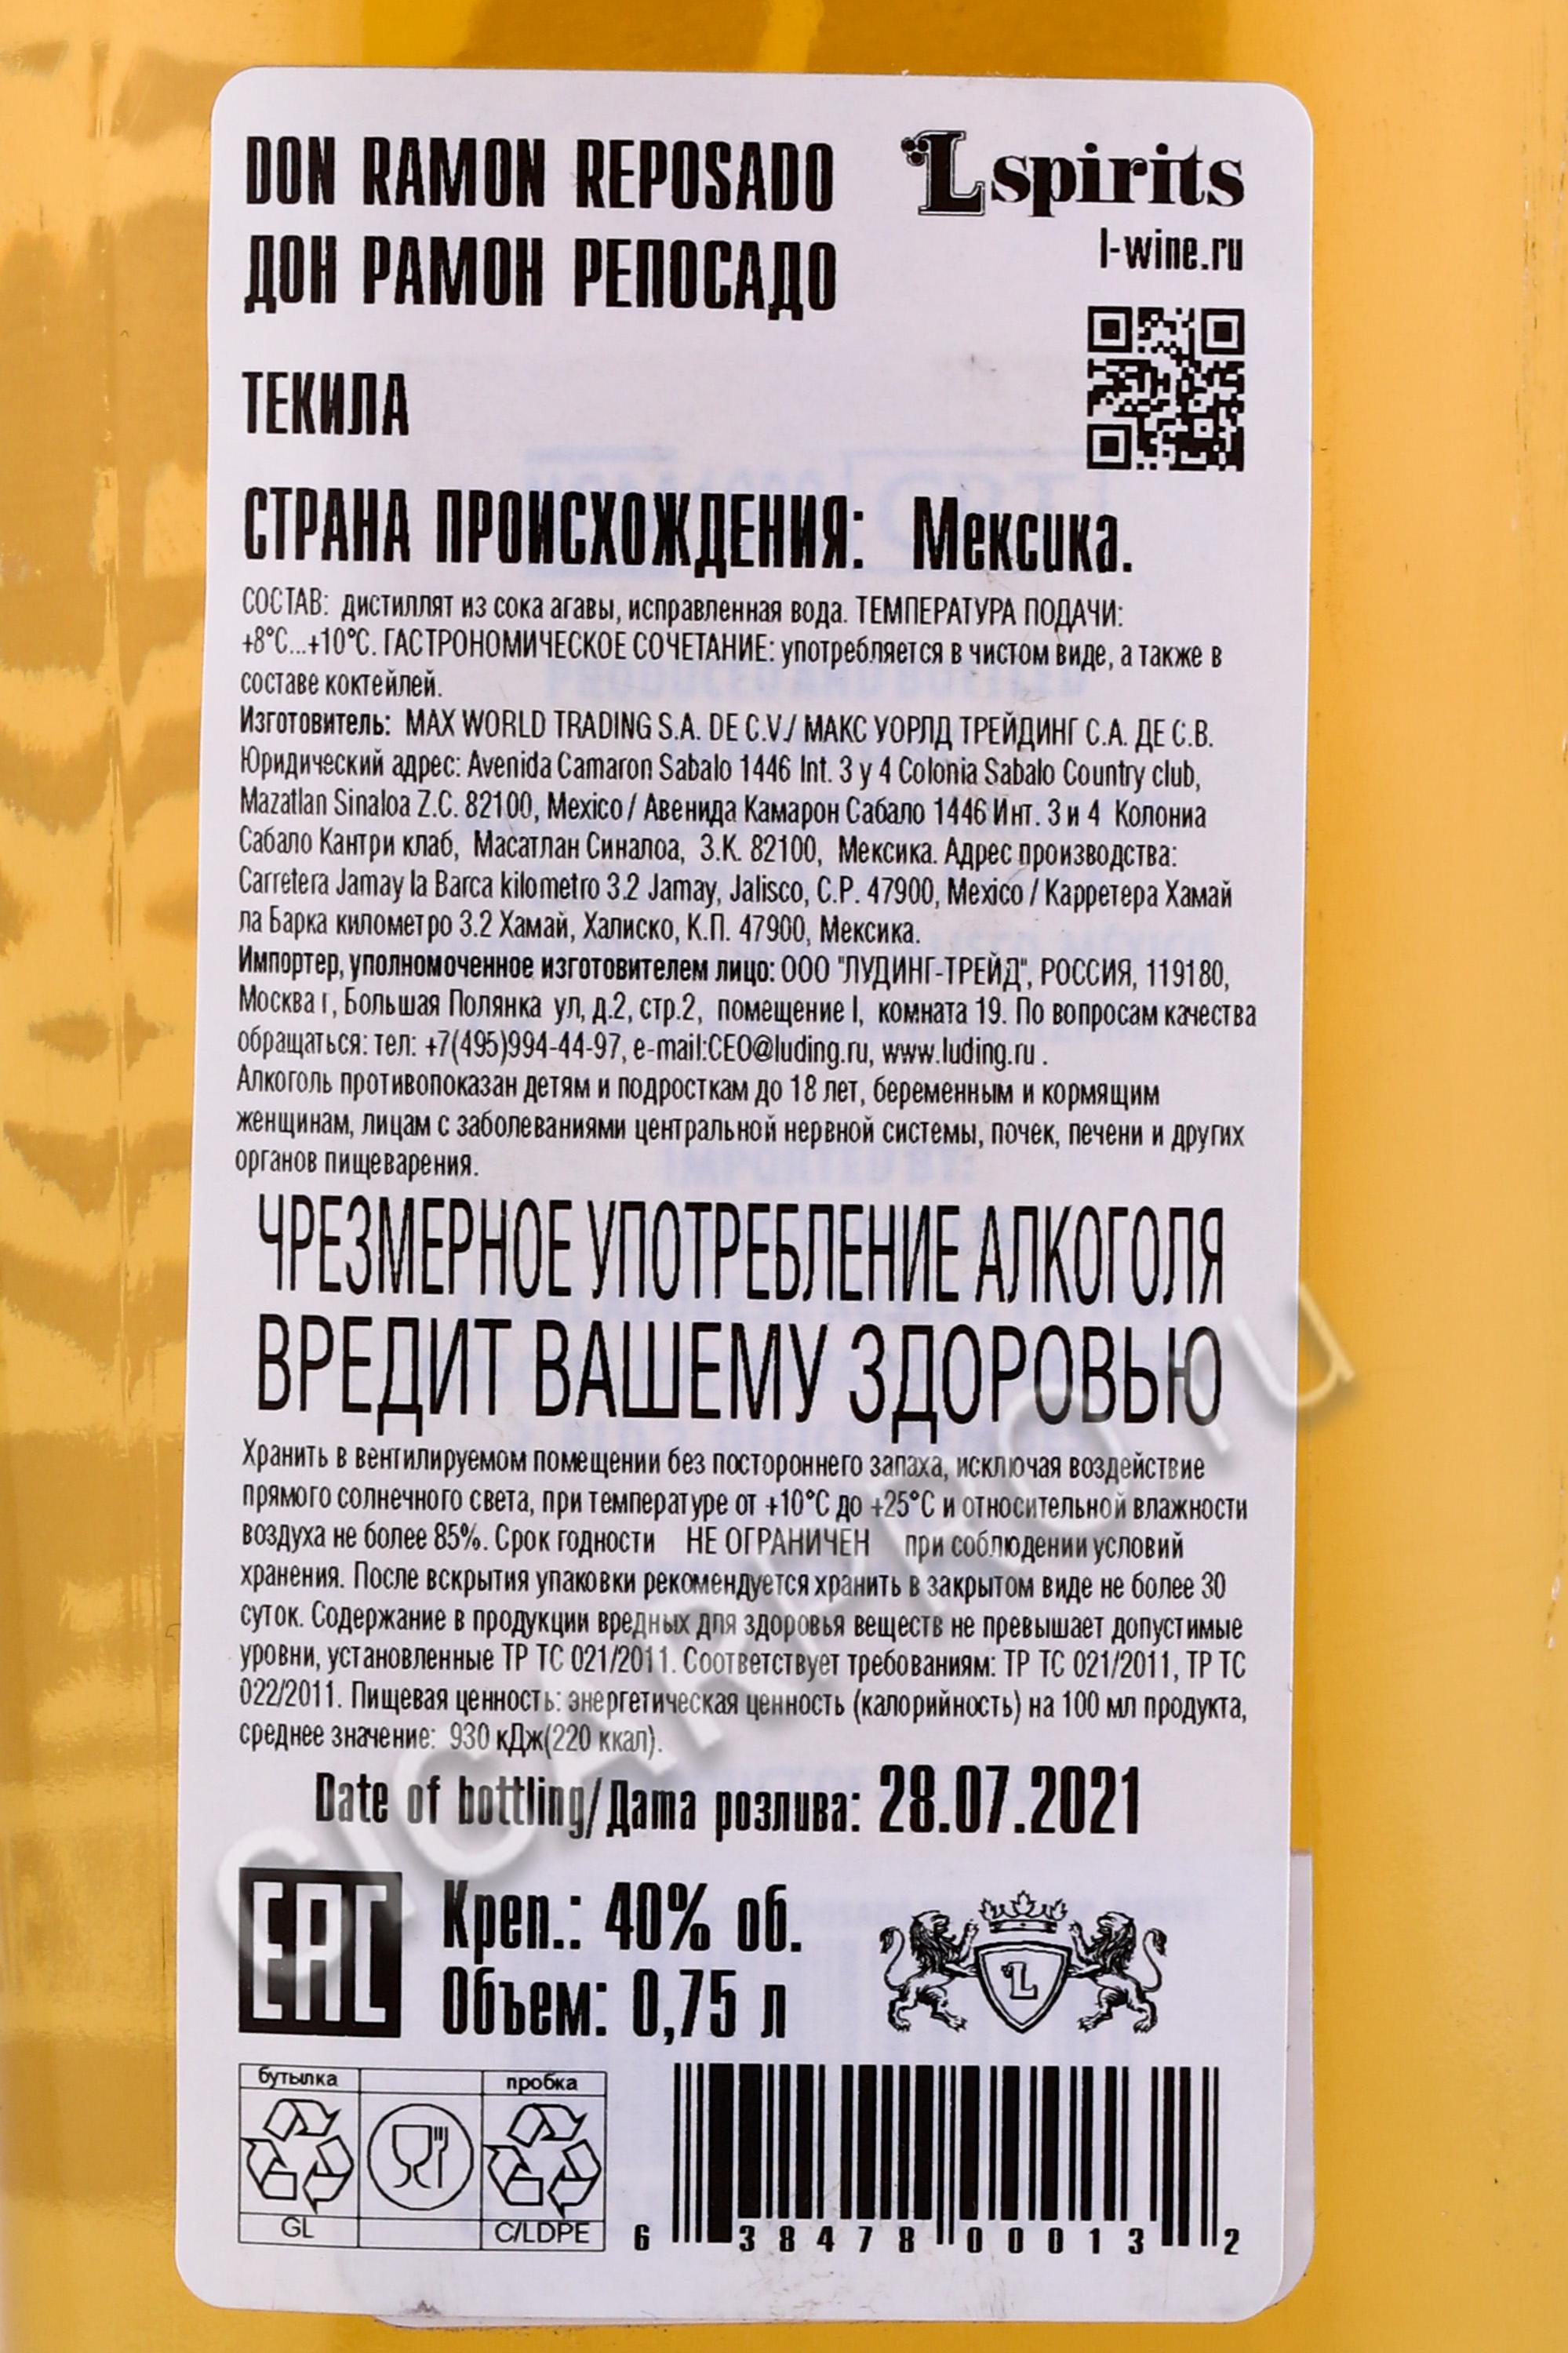 DON RAMON REPOSADO
L spirits
ДОН РАМОН РЕПОСАДО
l-wine.ru
ТЕКИЛА
СТРАНА ПРОИСХОЖДЕНИЯ: Мексика.
СОСТАВ: дистиллят из сока агавы, исправленная вода. ТЕМПЕРАТУРА ПОДАЧИ:
+8°C...+10°C. ГАСТРОНОМИЧЕСКОЕ СОЧЕТАНИЕ: употребляется в чистом виде, а также в
составе коктейлей.
Изготовитель: MAX WORLD TRADING S.A. DE C.V./ МАКС УОРЛД ТРЕЙДИНГ С.А. ДЕ С.В.
Юридический адрес: Avenida Camaron Sabalo 1446 Int. 3 y 4 Colonia Sabalo Country club,
Mazatlan Sinaloa Z.C. 82100, Mexico / Авенида Камарон Сабало 1446 Инт. 3 и 4 Колониа
Сабало Кантри клаб, Масатлан Синалоа, З.К. 82100, Мексика. Адрес производства:
Carretera Jamay la Barca kilometro 3.2 Jamay, Jalisco, C.P. 47900, Mexico / Карретера Хамай
ла Барка километро 3.2 Хамай, Халиско, К.П. 47900, Мексика.
Импортер, уполномоченное изготовителем лицо: ООО "ЛУДИНГ-ТРЕЙД", РОССИЯ, 119180,
Москва г, Большая Полянка ул, д.2, стр.2, помещение I, комната 19. По вопросам качества
обращаться: тел: +7(495)994-44-97, e-mail:CEO@luding.ru, www.luding.ru .
Алкоголь противопоказан детям и подросткам до 18 лет, беременным и кормящим
женщинам, лицам с заболеваниями центральной нервной системы, почек, печени и других
органов пищеварения.
ЧРЕЗМЕРНОЕ УПОТРЕБЛЕНИЕ АЛКОГОЛЯ
ВРЕДИТ ВАШЕМУ ЗДОРОВЬЮ
Хранить в вентилируемом помещении без постороннего запаха, исключая воздействие
прямого солнечного света, при температуре от +10°C до +25°C и относительной влажности
воздуха не более 85%. Срок годности НЕ ОГРАНИЧЕН при соблюдении условий
хранения. После вскрытия упаковки рекомендуется хранить в закрытом виде не более 30
суток. Содержание в продукции вредных для здоровья веществ не превышает допустимые
уровни, установленные ТР ТС 021/2011. Соответствует требованиям: ТР ТС 021/2011, ТР ТС
022/2011. Пищевая ценность: энергетическая ценность (калорийность) на 100 мл продукта,
среднее значение: 930 кДж(220 ккал).
Date of bottling/Дата розлива: 28.07.2021
EAC
Креп.: 40% об.
Объем: 0,75 л
L
бутылка
пробка
GL
C/LDPE
6 38478 00013 2
CIGARPRO.ru